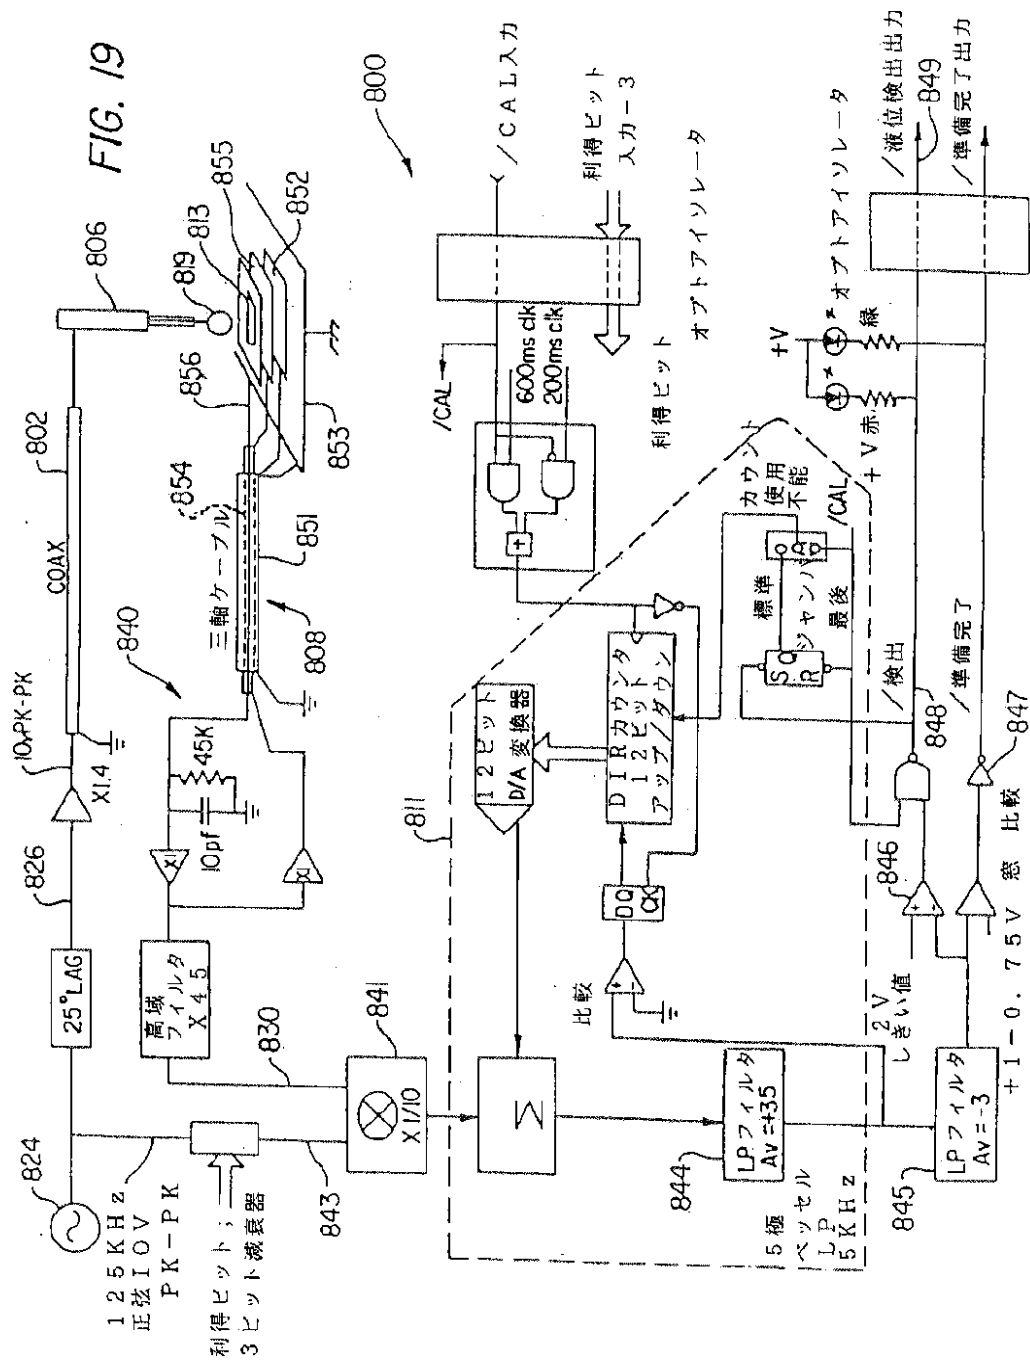 FIG. 19
800
806
819
813
855
852
802
COAX
856
854
三軸ケーブル
851
853
808
840
10VPK-PK
X1.4
826
25°LAG
45K
10pf
X1
X1
高域
フィルタ
X45
830
841
X1/10
843
824
125KHz
正弦10V
PK-PK
利得ビット;
3ビット減衰器
/CAL入力
利得ビット
入力-3
オプトアイソレータ
/CAL
600ms clk
200ms clk
+
利得ビット
811
12ビット
D/A変換器
DIRカウンタ
12ビット
アップ/ダウン
DQ
CK
比較
+
-
Σ
LPフィルタ
Av=+35
844
5極
ベッセル
LP
5KHz
カウント
使用
不能
標準
ジャンパ
最後
S
Q
R
/CAL
+V
+V赤
緑
オプトアイソレータ
/液位検出出力
849
/準備完了出力
/検出
848
/準備完了
847
846
+
-
2V
しきい値
LPフィルタ
Av=-3
845
+1-0.75V 窓 比較